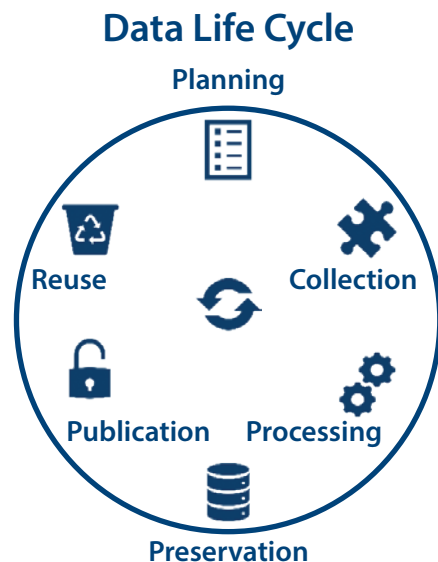 Data Life Cycle
Planning
Reuse
Collection
Publication
Processing
Preservation